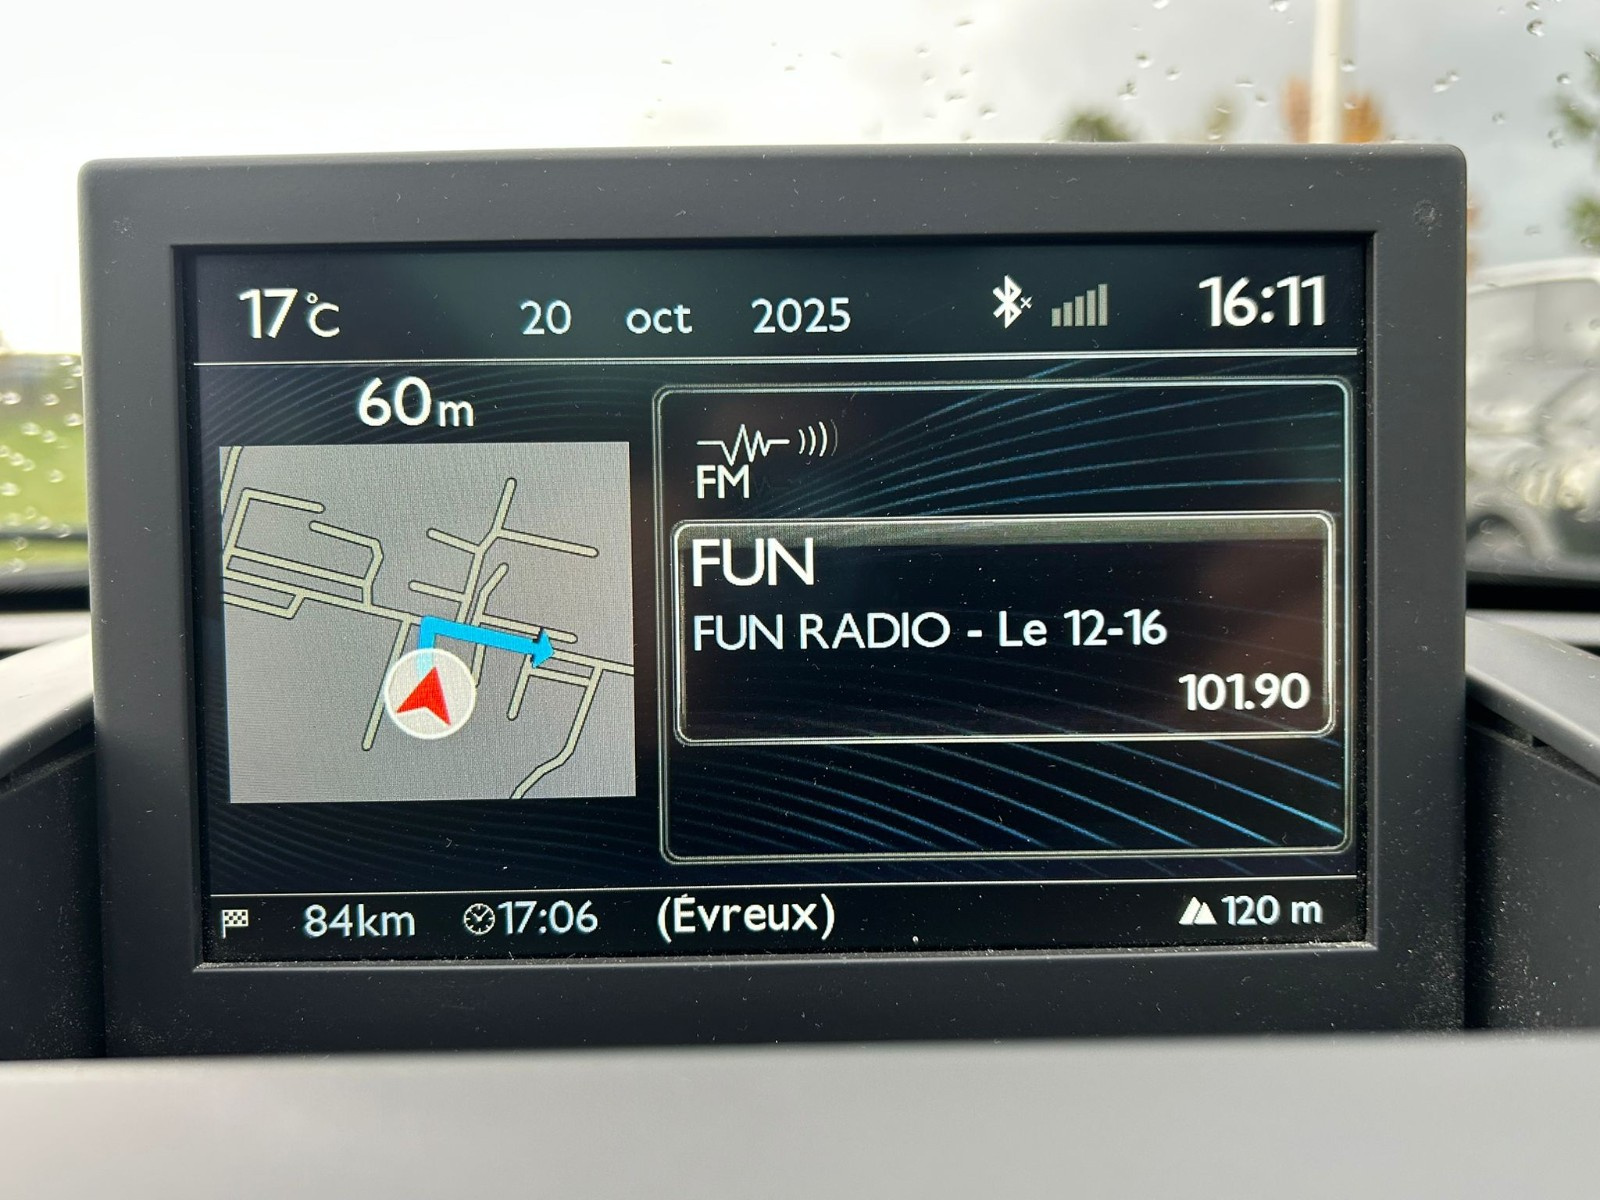 17°C 20 oct 2025 16:11
60m
FM
FUN
FUN RADIO - Le 12-16
101.90
84km 17:06 (Évreux) 120 m